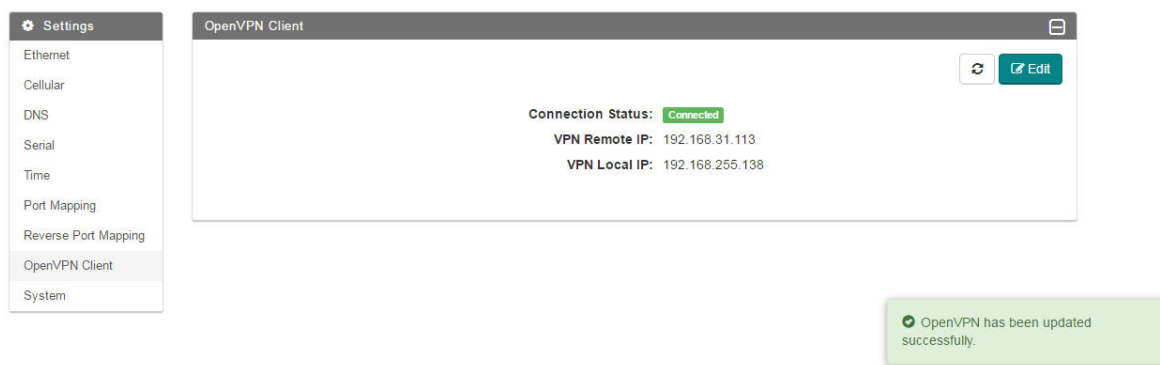 Settings
Ethernet
Cellular
DNS
Serial
Time
Port Mapping
Reverse Port Mapping
OpenVPN Client
System
OpenVPN Client
Edit
Connection Status: Connected
VPN Remote IP: 192.168.31.113
VPN Local IP: 192.168.255.138
OpenVPN has been updated
successfully.